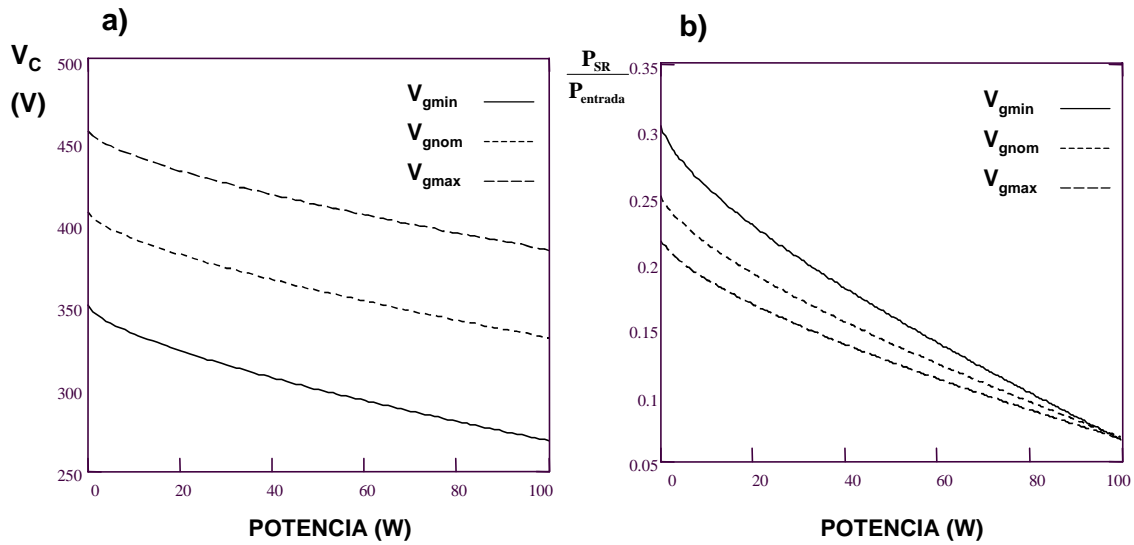 a)
V_C
(V)
500
450
400
350
300
250
0 20 40 60 80 100
POTENCIA (W)
V_gmin
V_gnom
V_gmax
b)
P_SR
P_entrada
0.35
0.3
0.25
0.2
0.15
0.1
0.05
0 20 40 60 80 100
POTENCIA (W)
V_gmin
V_gnom
V_gmax